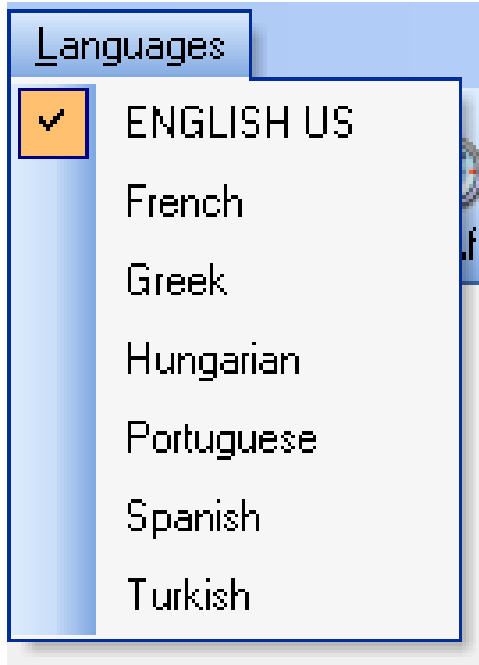 Languages
ENGLISH US
French
.f
Greek
Hungarian
Portuguese
Spanish
Turkish